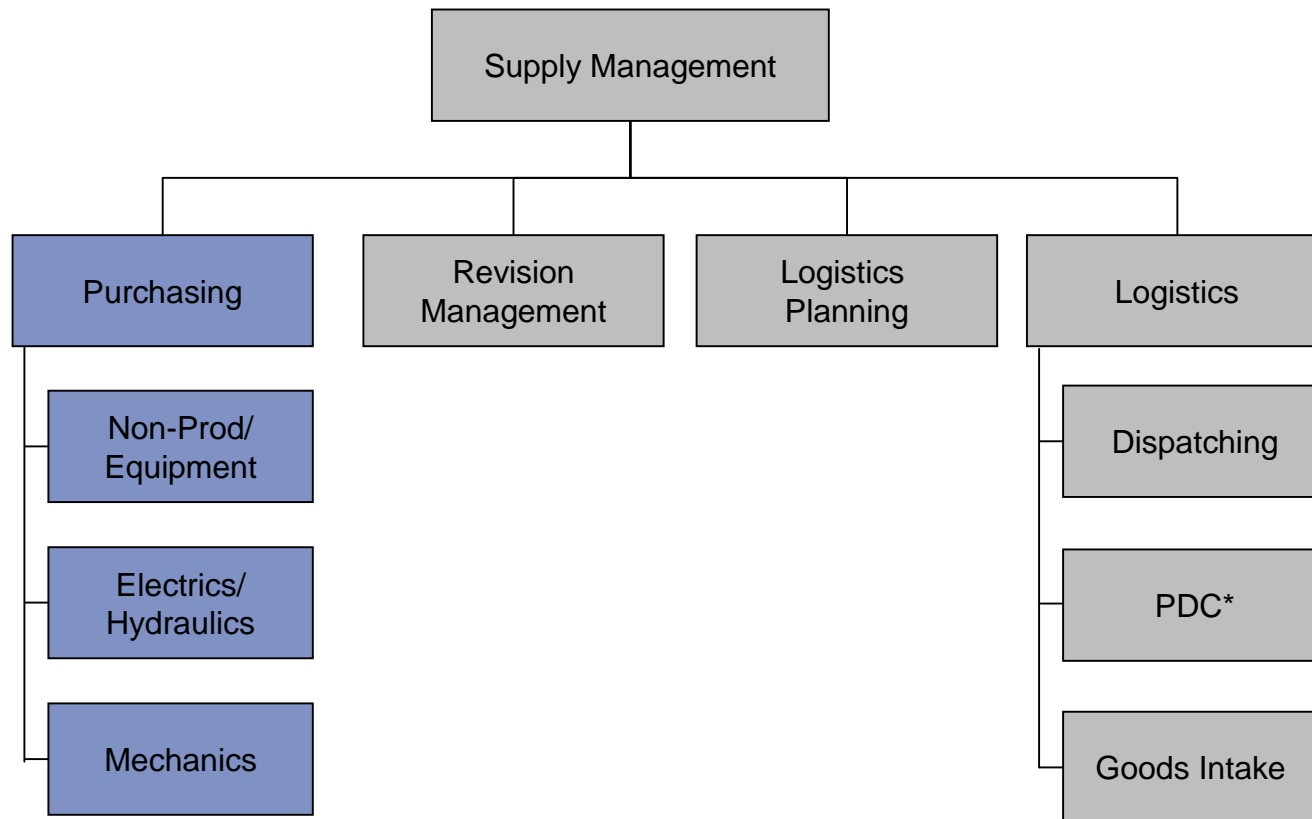 Supply Management
Purchasing
Revision
Management
Logistics
Planning
Logistics
Non-Prod/
Equipment
Electrics/
Hydraulics
Mechanics
Dispatching
PDC*
Goods Intake